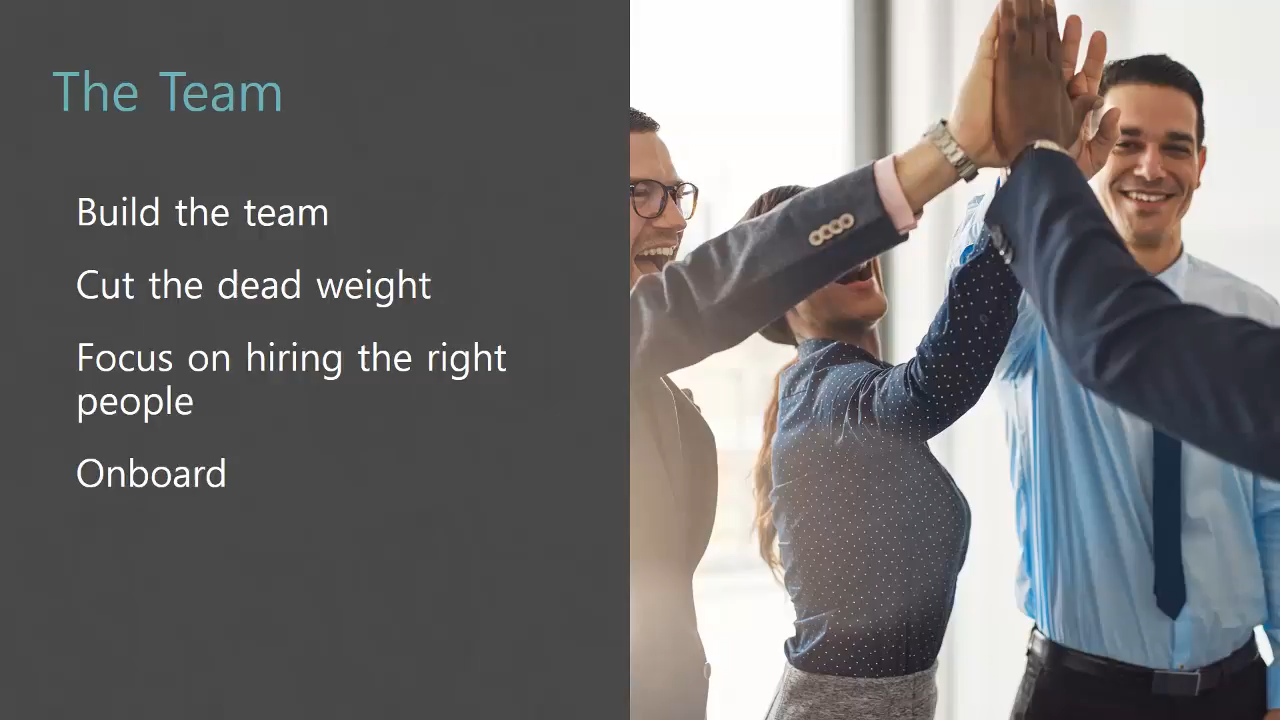 The Team
Build the team
Cut the dead weight
Focus on hiring the right
people
Onboard